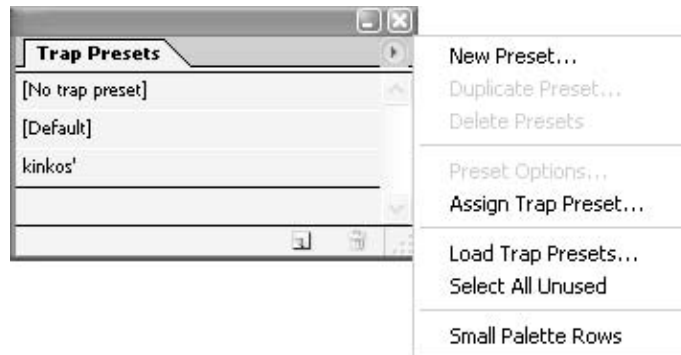 Trap Presets
[No trap preset]
[Default]
kinkos'
New Preset...
Duplicate Preset...
Delete Presets
Preset Options...
Assign Trap Preset...
Load Trap Presets...
Select All Unused
Small Palette Rows